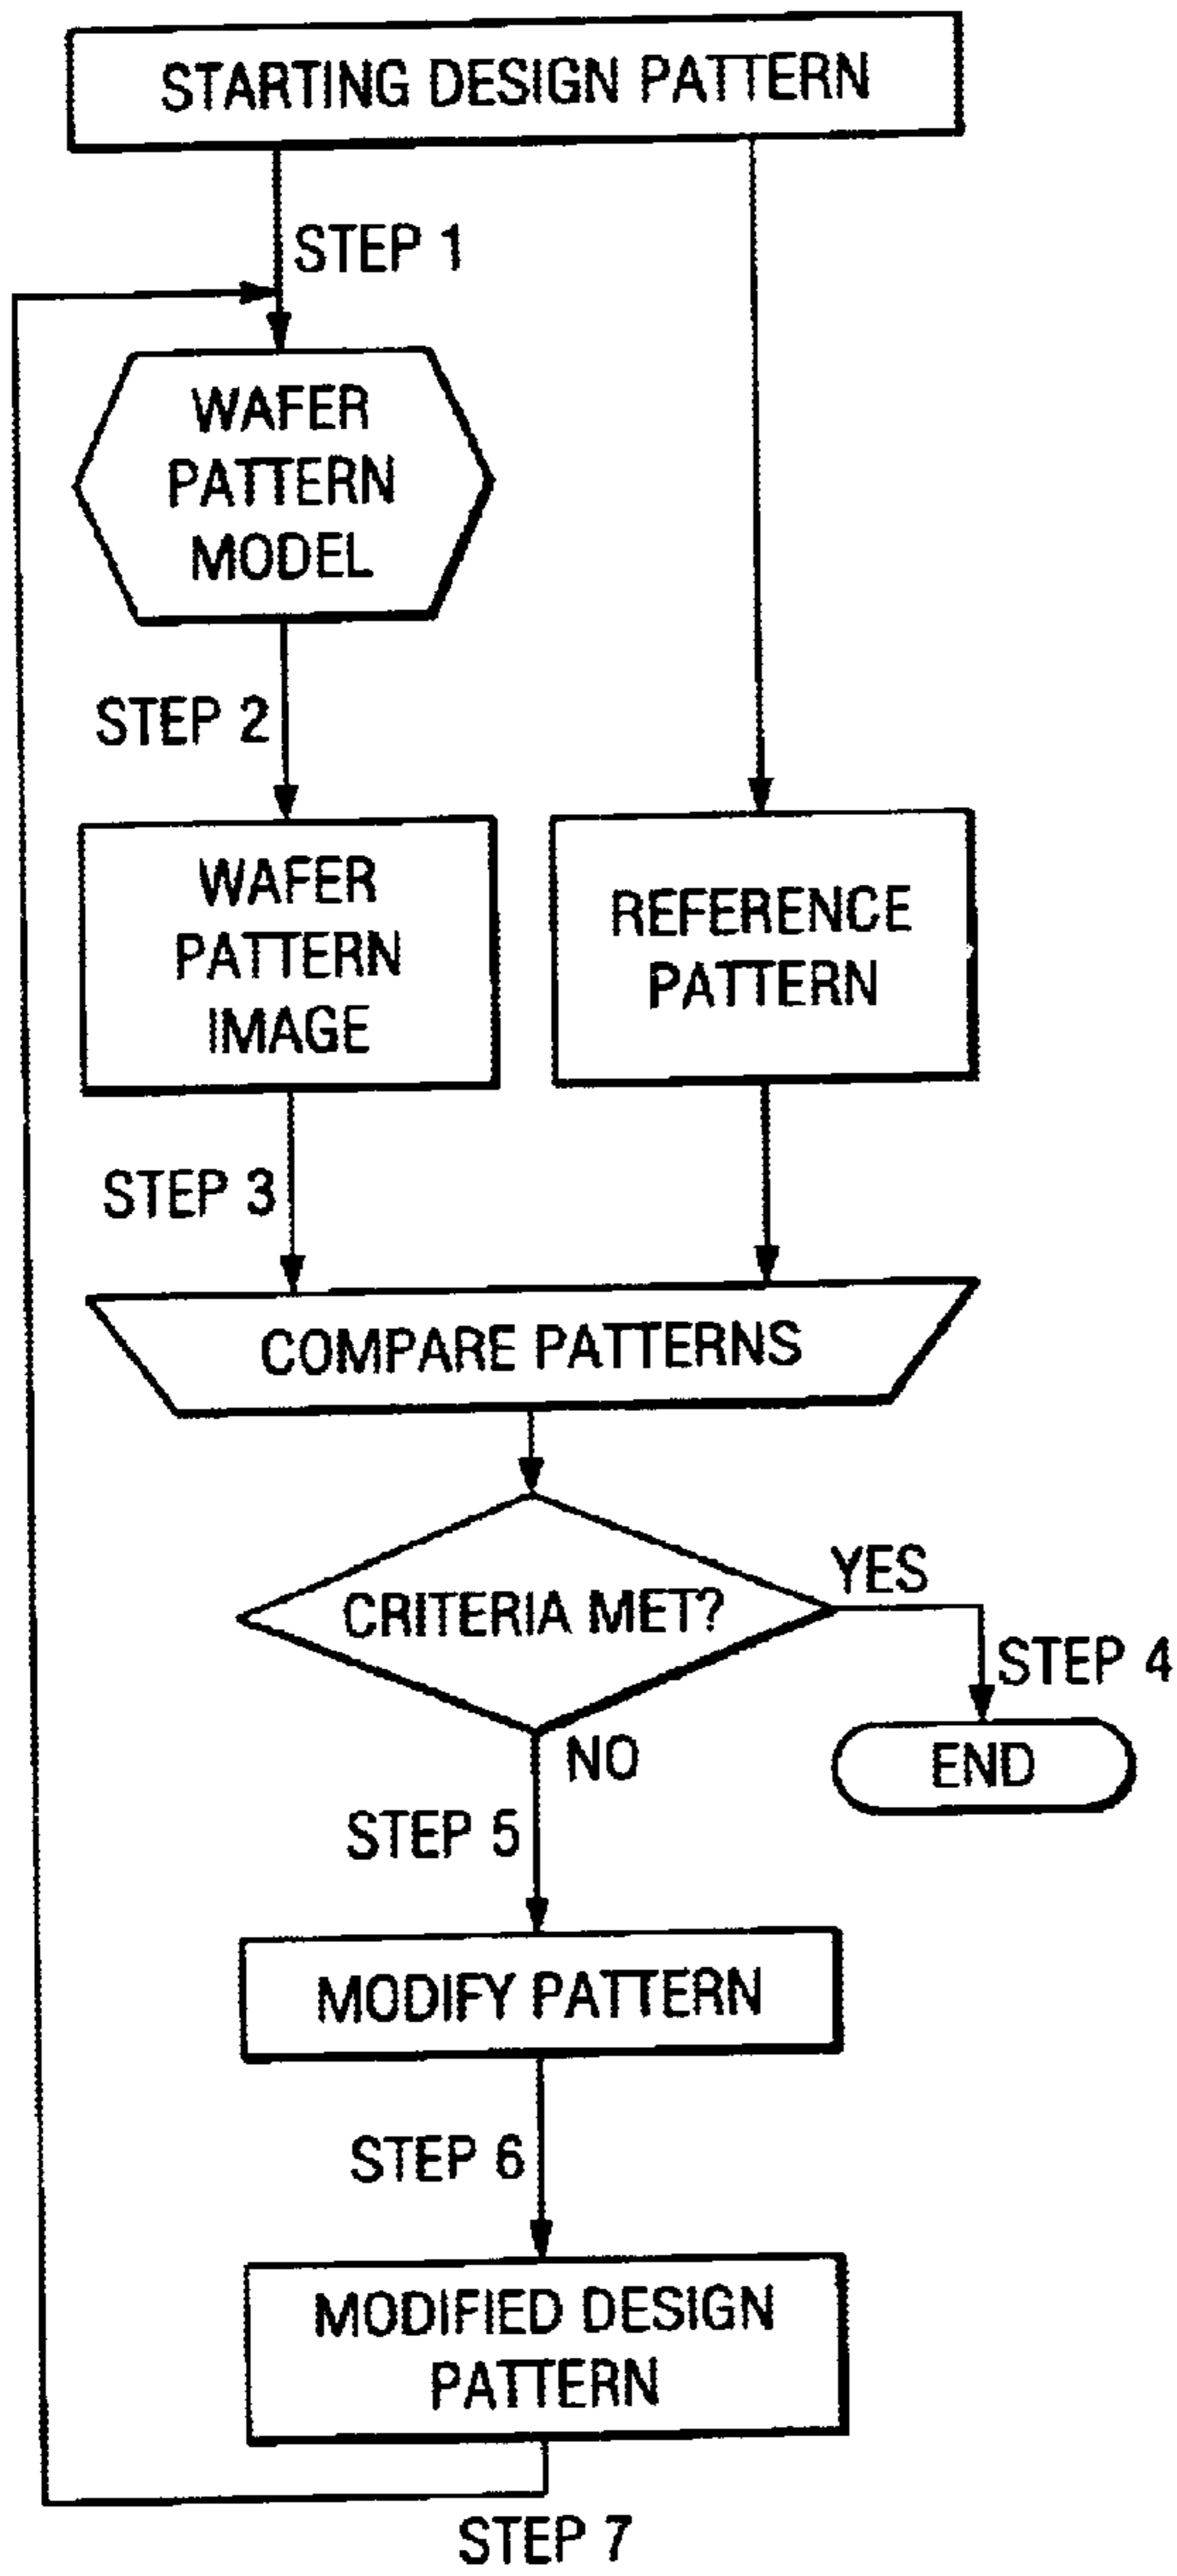 STARTING DESIGN PATTERN
STEP 1
WAFER
PATTERN
MODEL
STEP 2
WAFER
PATTERN
IMAGE
REFERENCE
PATTERN
STEP 3
COMPARE PATTERNS
CRITERIA MET?
YES
STEP 4
END
NO
STEP 5
MODIFY PATTERN
STEP 6
MODIFIED DESIGN
PATTERN
STEP 7